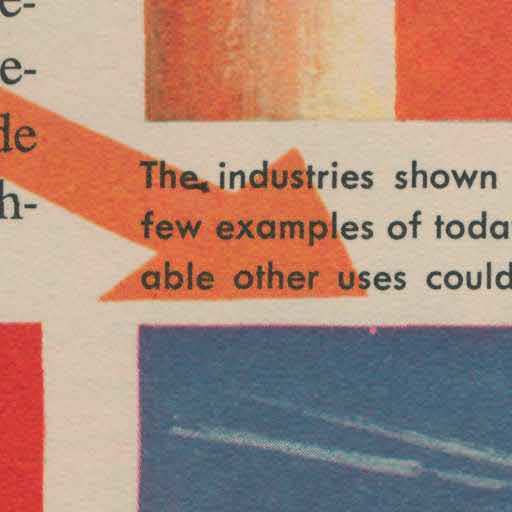 e-
e-
de
h-
The industries shown
few examples of toda
able other uses could